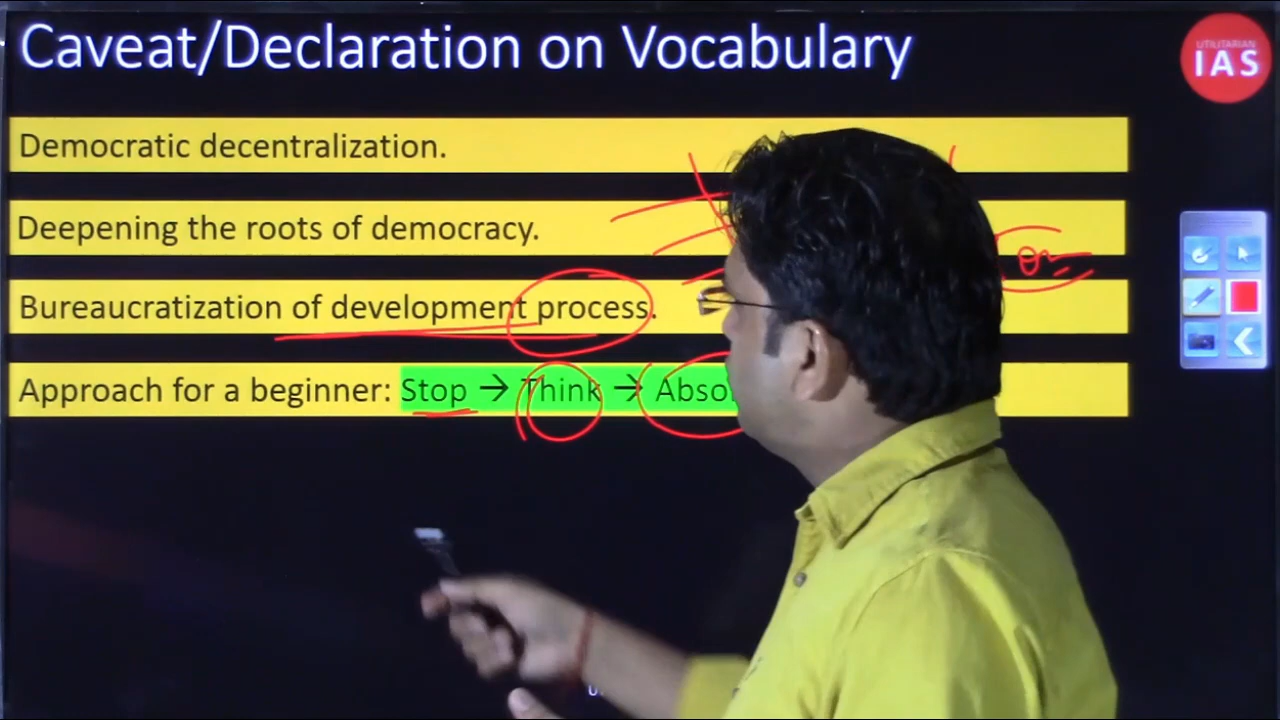 Caveat/Declaration on Vocabulary
UTILITARIAN
IAS
Democratic decentralization.
Deepening the roots of democracy.
Bureaucratization of development process.
Approach for a beginner: Stop → Think →